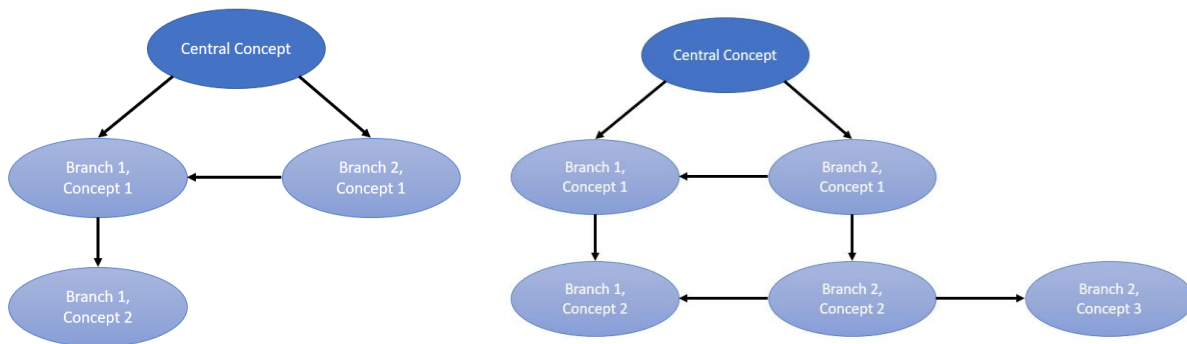 Central Concept
Branch 1,
Concept 1
Branch 2,
Concept 1
Branch 1,
Concept 2
Central Concept
Branch 1,
Concept 1
Branch 2,
Concept 1
Branch 1,
Concept 2
Branch 2,
Concept 2
Branch 2,
Concept 3